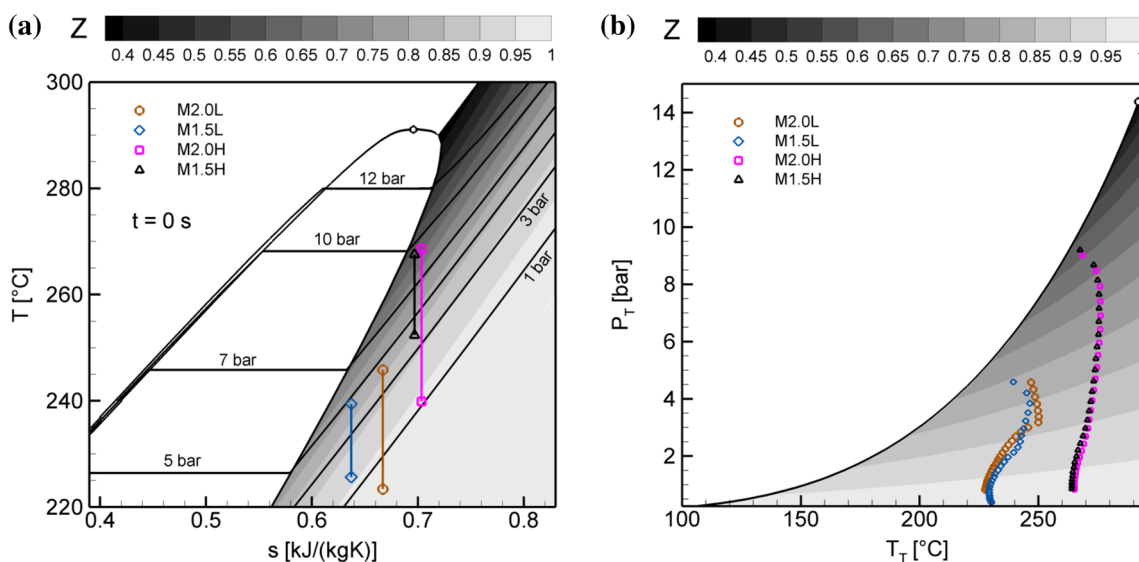 (a)
Z
0.4 0.45 0.5 0.55 0.6 0.65 0.7 0.75 0.8 0.85 0.9 0.95 1
300
280
260
240
220
T [°C]
M2.0L
M1.5L
M2.0H
M1.5H
t = 0 s
12 bar
10 bar
7 bar
5 bar
3 bar
1 bar
0.4 0.5 0.6 0.7 0.8
s [kJ/(kgK)]
(b)
Z
0.4 0.45 0.5 0.55 0.6 0.65 0.7 0.75 0.8 0.85 0.9 0.95
14
12
10
8
6
4
2
P_T [bar]
M2.0L
M1.5L
M2.0H
M1.5H
100 150 200 250
T_T [°C]